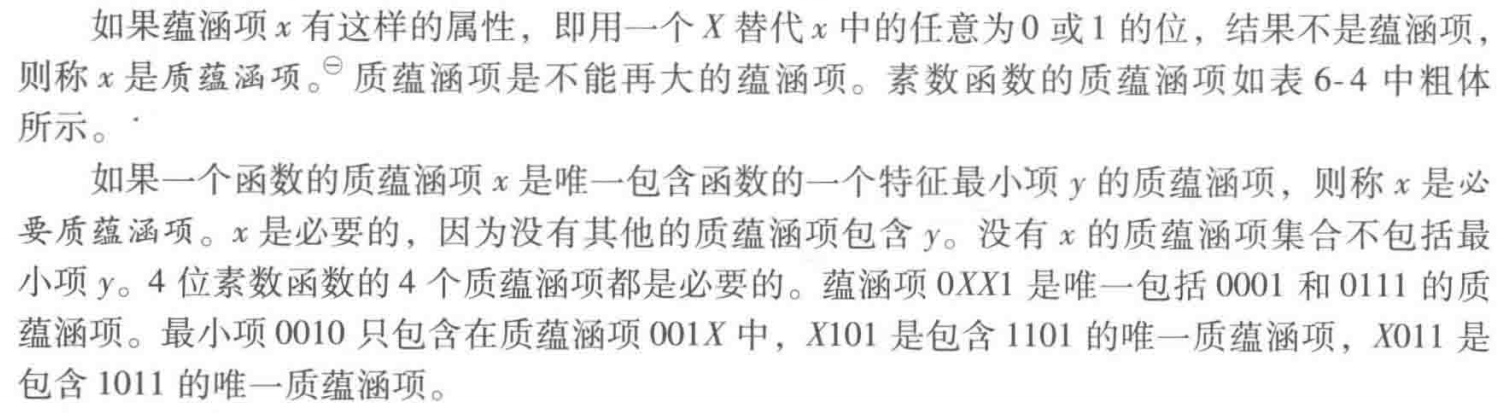 如果蕴涵项 x 有这样的属性，即用一个 X 替代 x 中的任意为0 或1 的位，结果不是蕴涵项，
则称 x 是质蕴涵项。㊀ 质蕴涵项是不能再大的蕴涵项。素数函数的质蕴涵项如表 6-4 中粗体
所示。
如果一个函数的质蕴涵项 x 是唯一包含函数的一个特征最小项 y 的质蕴涵项，则称 x 是必
要质蕴涵项。x 是必要的，因为没有其他的质蕴涵项包含 y。没有 x 的质蕴涵项集合不包括最
小项 y。4 位素数函数的 4 个质蕴涵项都是必要的。蕴涵项 0XX1 是唯一包括 0001 和 0111 的质
蕴涵项。最小项 0010 只包含在质蕴涵项 001X 中，X101 是包含 1101 的唯一质蕴涵项，X011 是
包含 1011 的唯一质蕴涵项。